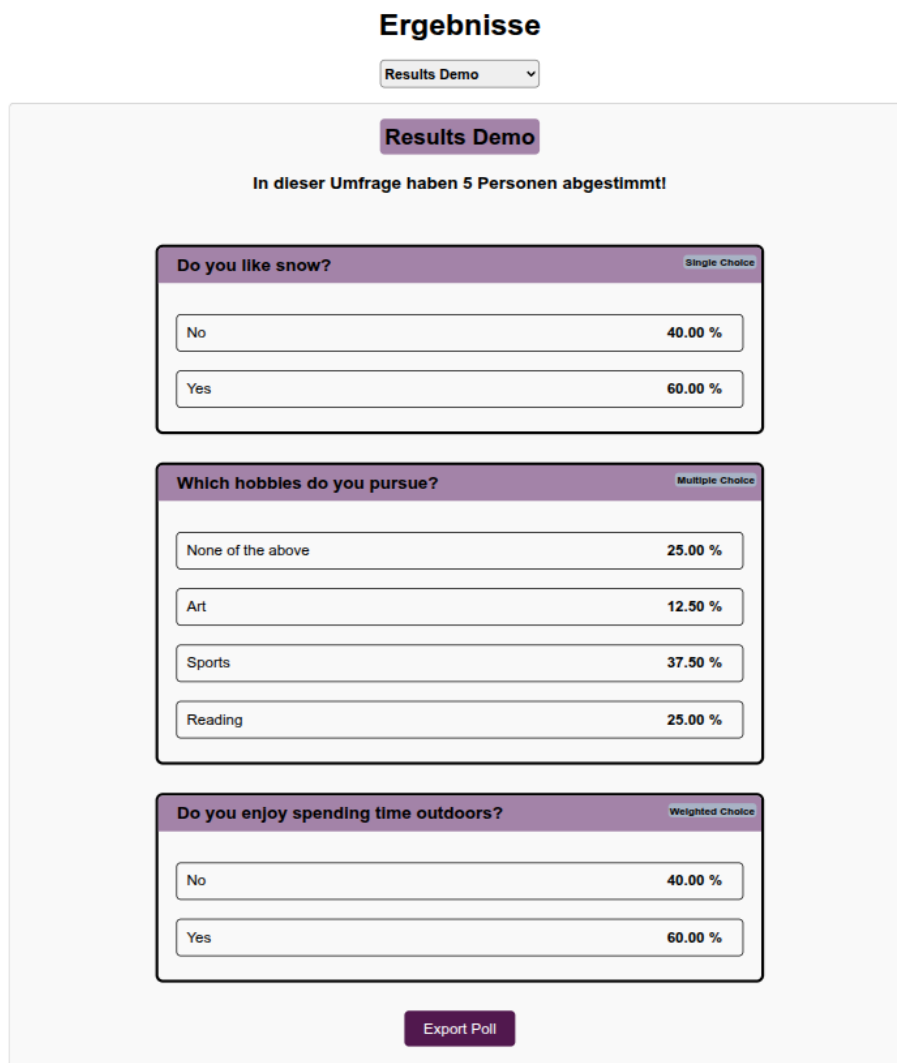 Ergebnisse
Results Demo
Results Demo
In dieser Umfrage haben 5 Personen abgestimmt!
Do you like snow? Single Choice
No 40.00 %
Yes 60.00 %
Which hobbies do you pursue? Multiple Choice
None of the above 25.00 %
Art 12.50 %
Sports 37.50 %
Reading 25.00 %
Do you enjoy spending time outdoors? Weighted Choice
No 40.00 %
Yes 60.00 %
Export Poll